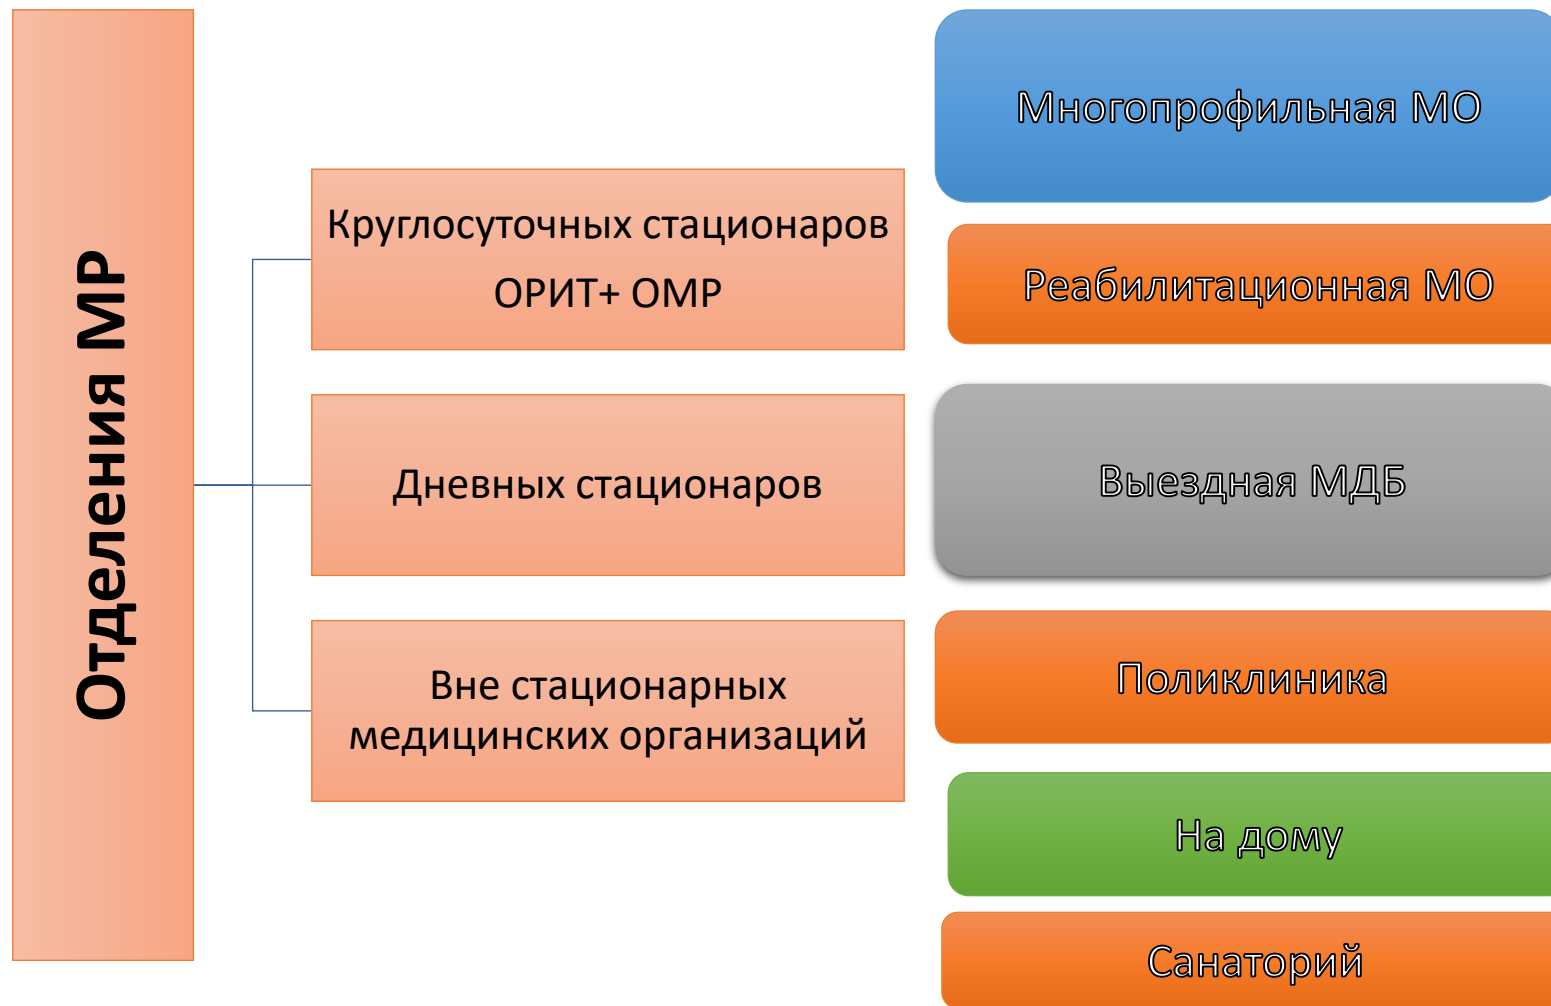 Отделения МР
Круглосуточных стационаров
ОРИТ+ ОМР
Дневных стационаров
Вне стационарных
медицинских организаций
Многопрофильная МО
Реабилитационная МО
Выездная МДБ
Поликлиника
На дому
Санаторий